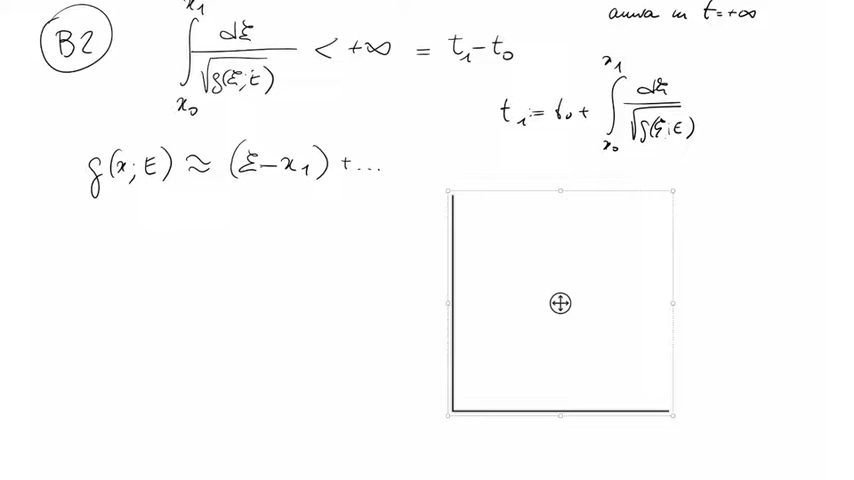 arriva in t = +∞
B2
∫_{x_0}^{x_1} dξ / √g(ξ; E) < +∞ = t_1 - t_0
t_1 := t_0 + ∫_{x_0}^{x_1} dξ / √g(ξ; E)
g(x; E) ≈ (ξ - x_1) + ...